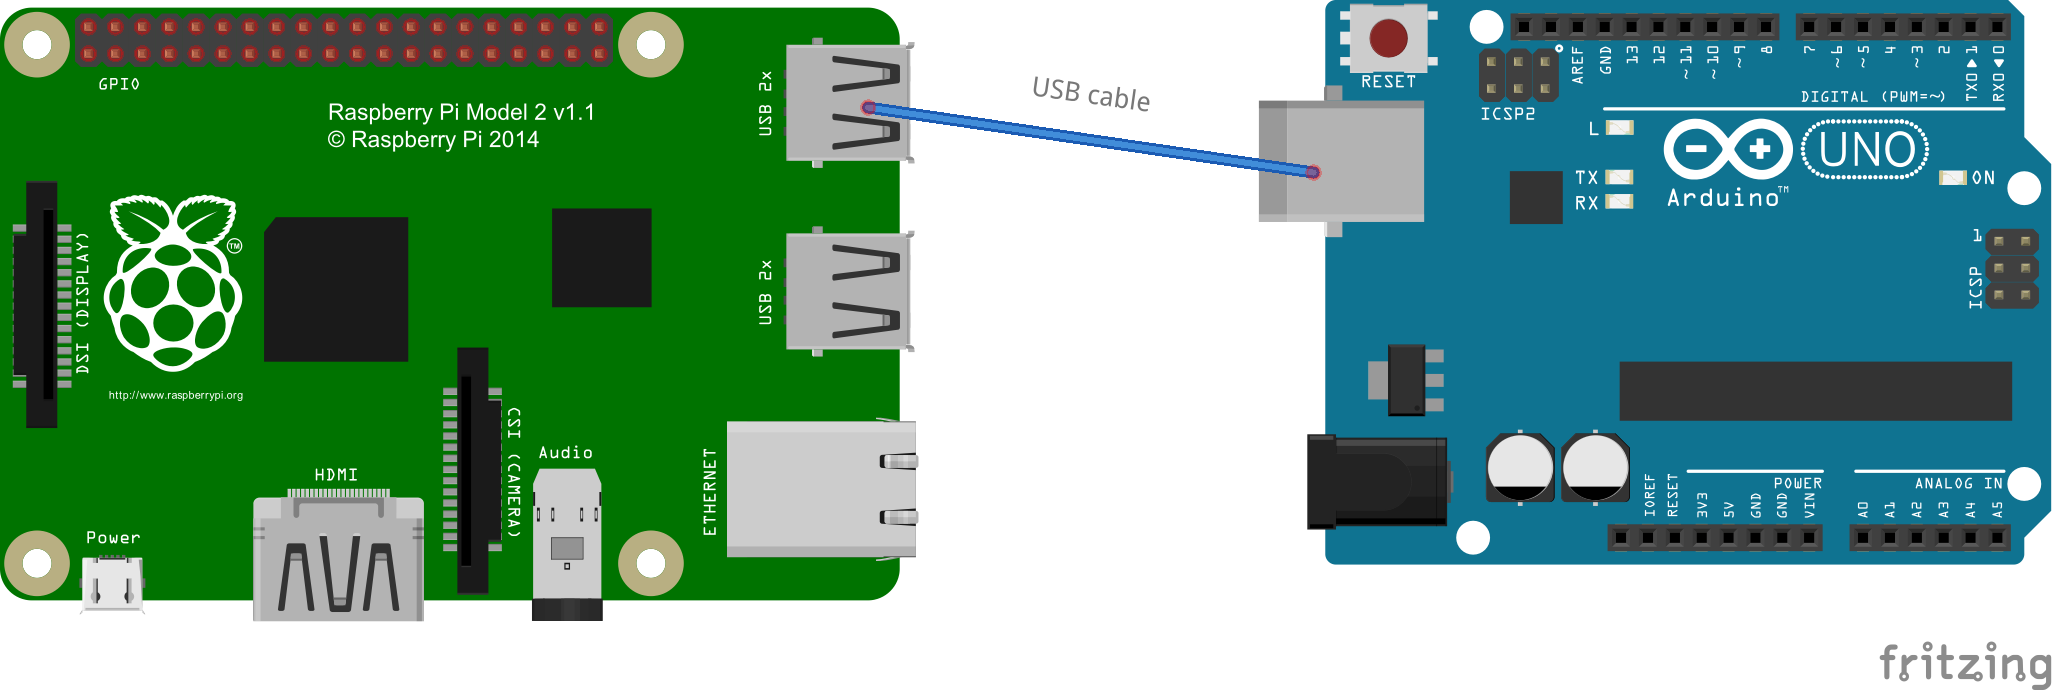 GPIO
Raspberry Pi Model 2 v1.1
© Raspberry Pi 2014
USB 2x
USB 2x
DSI (DISPLAY)
TM
http://www.raspberrypi.org
CSI (CAMERA)
HDMI
Audio
ETHERNET
Power
USB cable
RESET
ICSP2
AREF
GND
13
12
~11
~10
~9
8
7
~6
~5
4
~3
2
TX0▶1
RX0◀0
DIGITAL (PWM=~)
L
TX
RX
UNO
Arduino™
ON
1
ICSP
IOREF
RESET
3V3
5V
GND
GND
VIN
POWER
ANALOG IN
A0
A1
A2
A3
A4
A5
fritzing